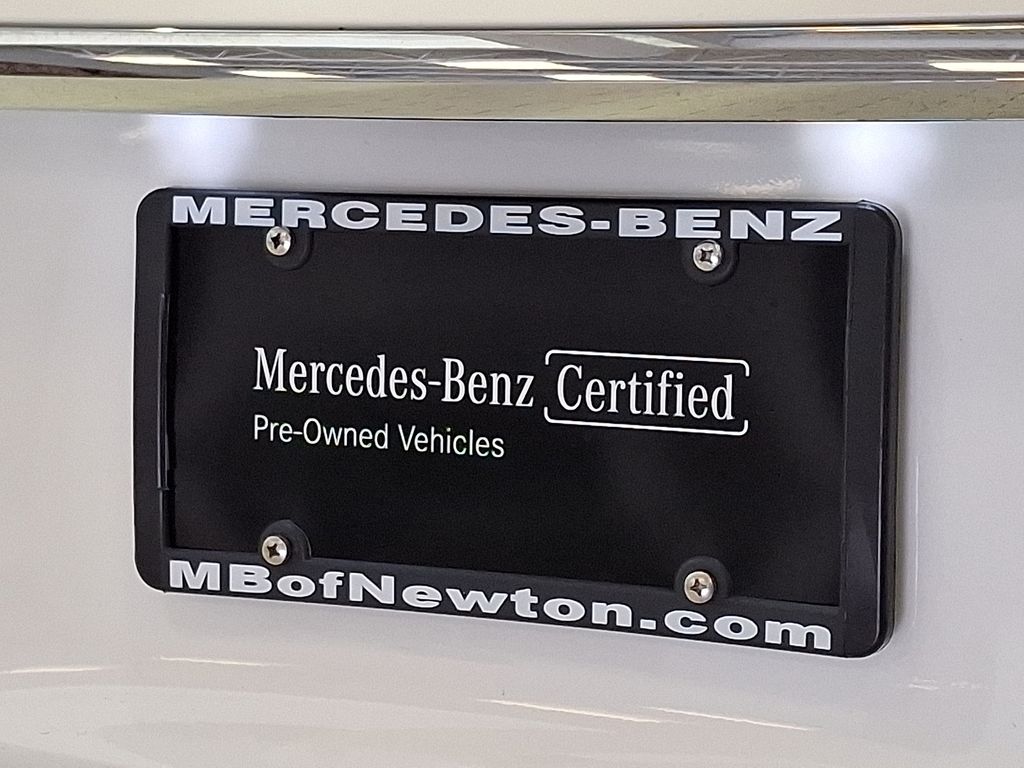 MERCEDES-BENZ
Mercedes-Benz Certified
Pre-Owned Vehicles
MBofNewton.com